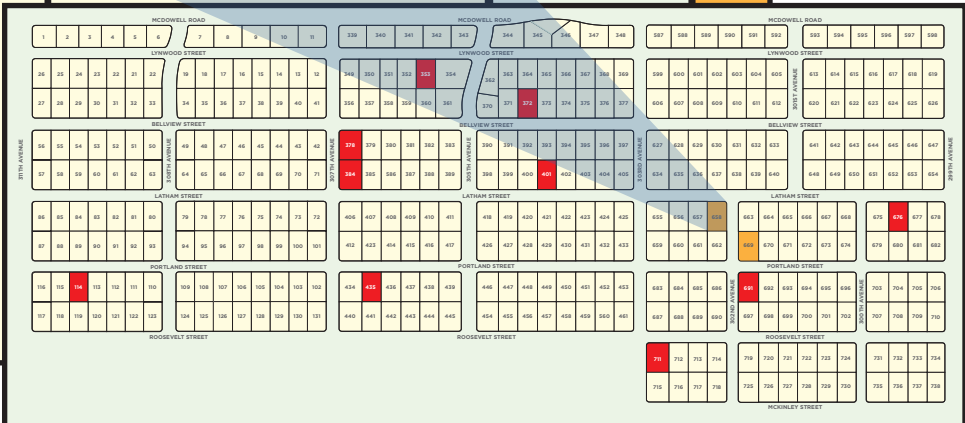 MCDOWELL ROAD MCDOWELL ROAD MCDOWELL ROAD
1 2 3 4 5 6 7 8 9 10 11 338 340 341 342 343 344 345 346 347 348 587 588 589 590 591 592 593 594 595 596 597 598
LYNWOOD STREET LYNWOOD STREET LYNWOOD STREET
26 25 24 23 22 21 22 19 18 17 16 15 14 13 12 349 350 351 352 353 354 362 363 364 365 366 367 368 369 599 600 601 602 603 604 605 613 614 615 616 617 618 619
27 28 29 30 31 32 33 34 35 36 37 38 39 40 41 356 357 358 359 360 361 370 371 372 373 374 375 376 377 606 607 608 609 610 611 612 620 621 622 623 624 625 626
301ST AVENUE
BELLVIEW STREET BELLVIEW STREET BELLVIEW STREET
56 55 54 53 52 51 50 49 48 47 46 45 44 43 42 378 379 380 381 382 383 390 391 392 393 394 395 396 397 627 628 629 630 631 632 633 641 642 643 644 645 646 647
57 58 59 60 61 62 63 64 65 66 67 68 69 70 71 384 385 386 387 388 389 398 399 400 401 402 403 404 405 634 635 636 637 638 639 640 648 649 650 651 652 653 654
311TH AVENUE 309TH AVENUE 307TH AVENUE 305TH AVENUE 303RD AVENUE 299TH AVENUE
LATHAM STREET LATHAM STREET LATHAM STREET
86 85 84 83 82 81 80 79 78 77 76 75 74 73 72 406 407 408 409 410 411 418 419 420 421 422 423 424 425 655 656 657 658 663 664 665 666 667 668 675 676 677 678
87 88 89 90 91 92 93 94 95 96 97 98 99 100 101 412 423 414 415 416 417 426 427 428 429 430 431 432 433 659 660 661 662 669 670 671 672 673 674 679 680 681 682
PORTLAND STREET PORTLAND STREET PORTLAND STREET
116 115 114 113 112 111 110 109 108 107 106 105 104 103 102 434 435 436 437 438 439 446 447 448 449 450 451 452 453 683 684 685 686 691 692 693 694 695 696 703 704 705 706
117 118 119 120 121 122 123 124 125 126 127 128 129 130 131 440 441 442 443 444 445 454 455 456 457 458 459 560 461 687 688 689 690 697 698 699 700 701 702 707 708 709 710
302ND AVENUE 300TH AVENUE
ROOSEVELT STREET ROOSEVELT STREET ROOSEVELT STREET
711 712 713 714 719 720 721 722 723 724 731 732 733 734
715 716 717 718 725 726 727 728 729 730 735 736 737 738
MCKINLEY STREET